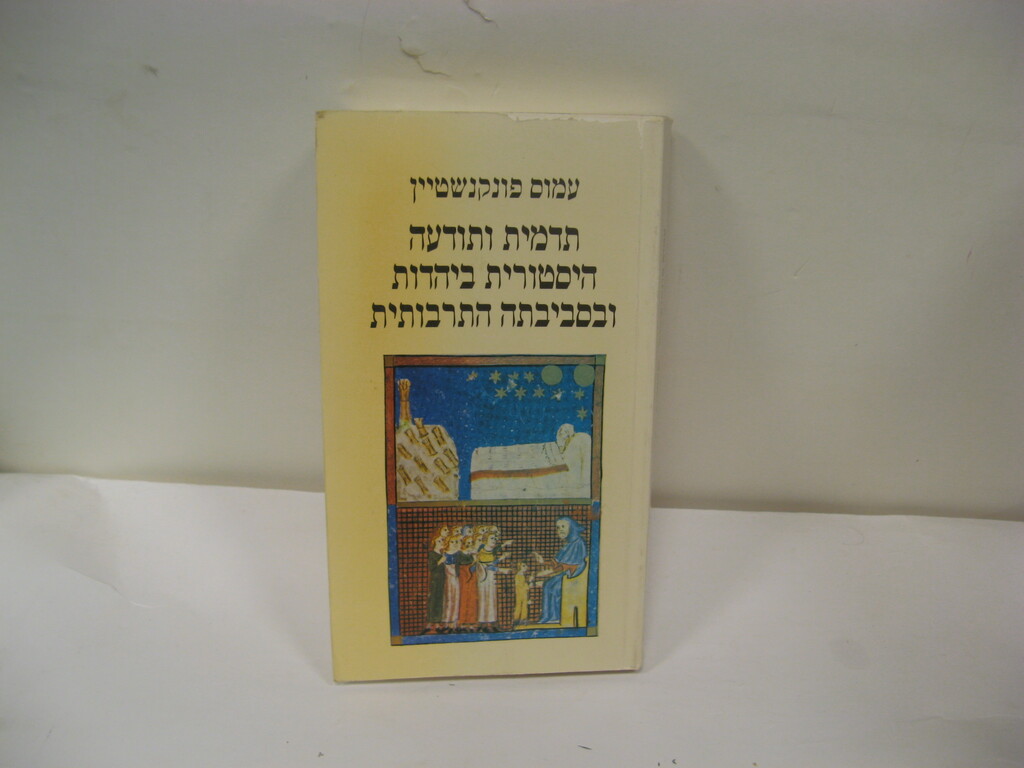 עמוס פונקנשטיין
תדמית ותודעה
היסטורית ביהדות
ובסביבתה התרבותית